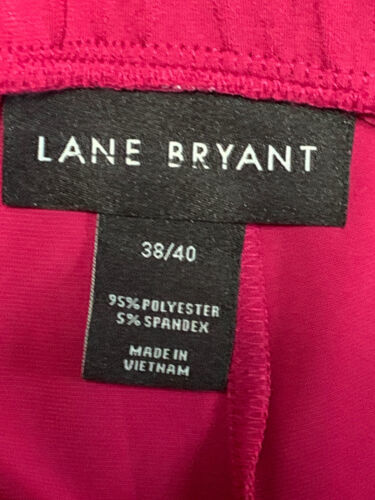 LANE BRYANT
38/40
95% POLYESTER
5% SPANDEX
MADE IN
VIETNAM